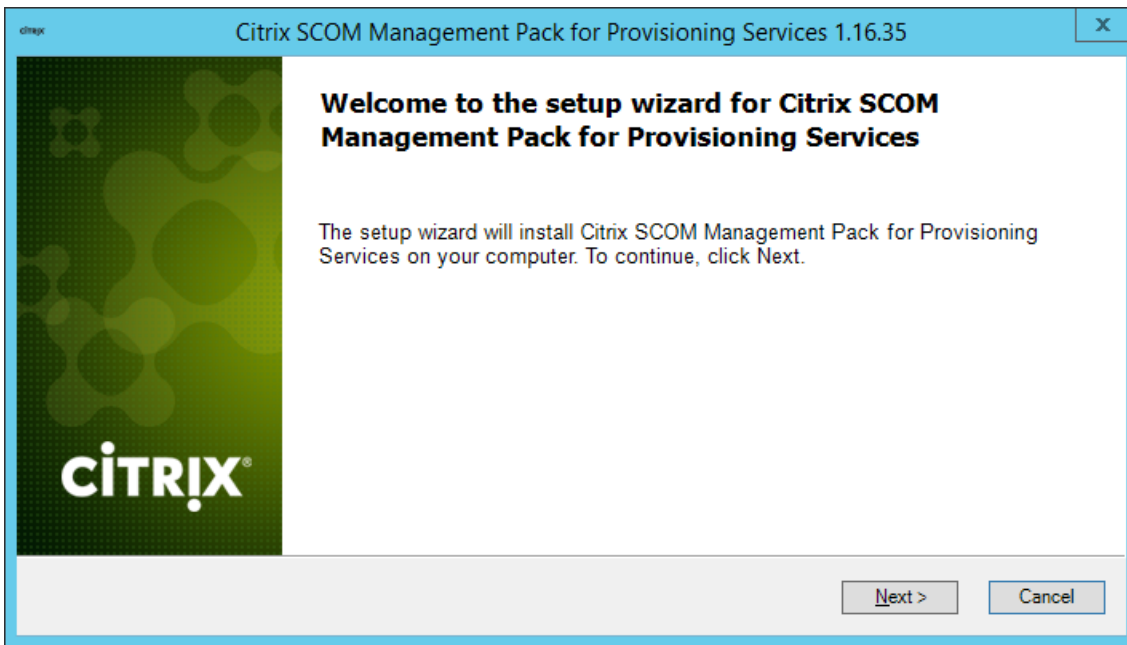 citrix
Citrix SCOM Management Pack for Provisioning Services 1.16.35
X
Welcome to the setup wizard for Citrix SCOM
Management Pack for Provisioning Services
The setup wizard will install Citrix SCOM Management Pack for Provisioning
Services on your computer. To continue, click Next.
CİTRIX®
Next >
Cancel